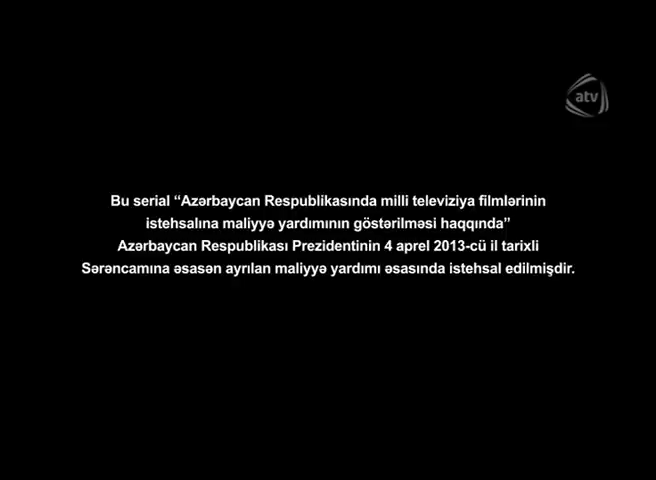 atv
Bu serial “Azərbaycan Respublikasında milli televiziya filmlərinin
istehsalına maliyyə yardımının göstərilməsi haqqında”
Azərbaycan Respublikası Prezidentinin 4 aprel 2013-cü il tarixli
Sərəncamına əsasən ayrılan maliyyə yardımı əsasında istehsal edilmişdir.